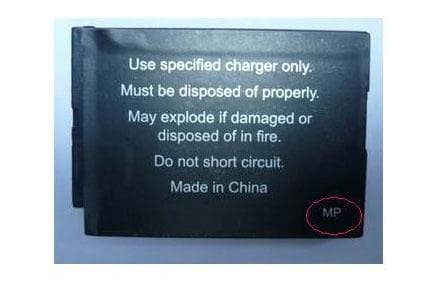 Use specified charger only.
Must be disposed of properly.
May explode if damaged or
disposed of in fire.
Do not short circuit.
Made in China
MP